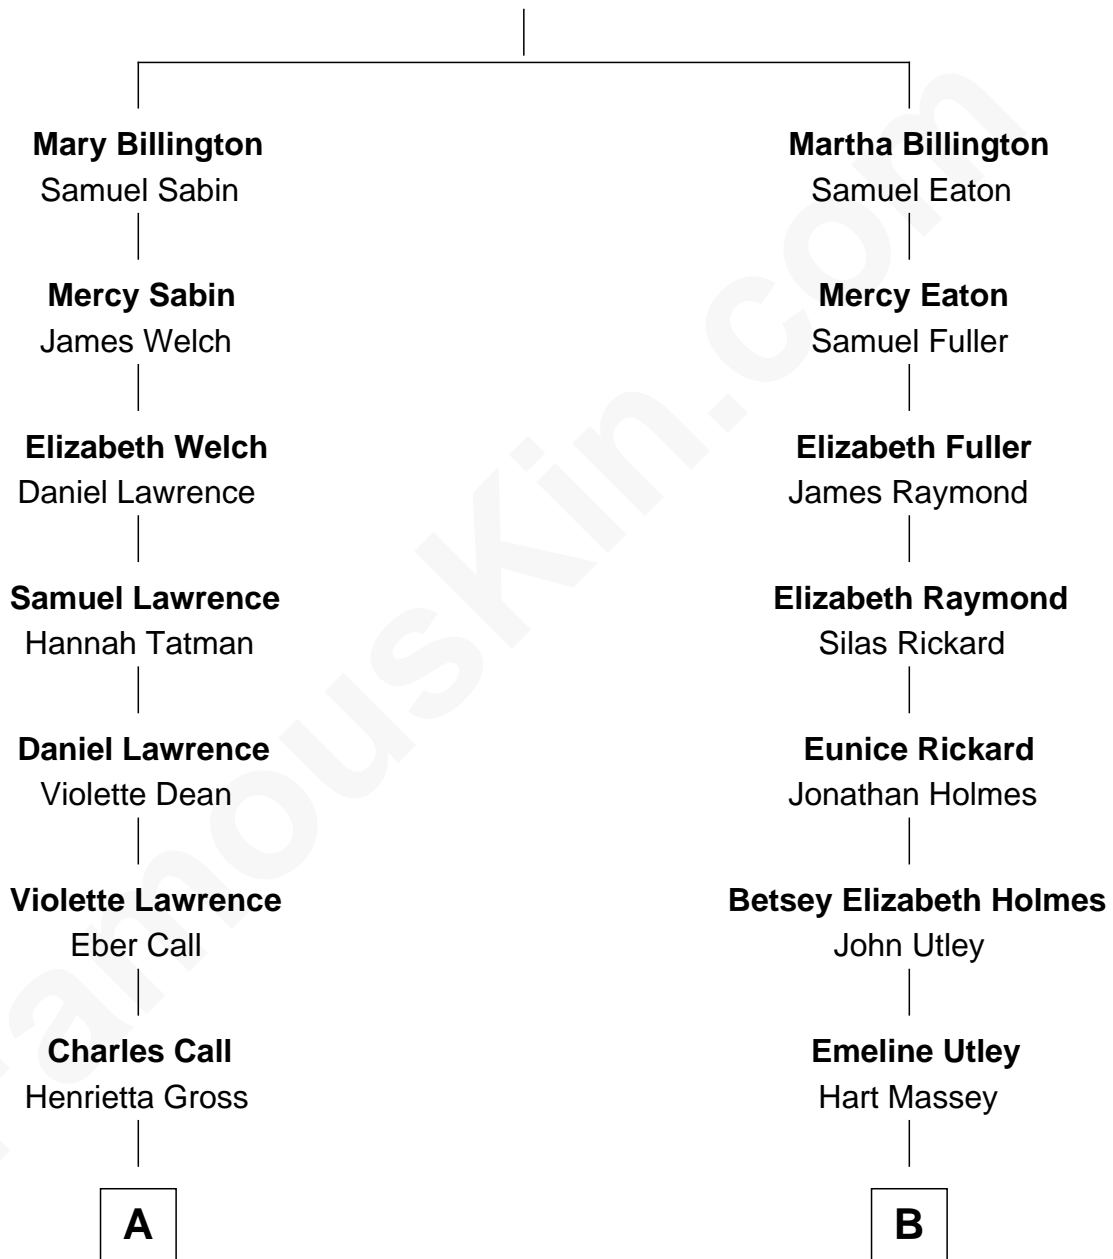 Mary Billington
Samuel Sabin
Mercy Sabin
James Welch
Elizabeth Welch
Daniel Lawrence
Samuel Lawrence
Hannah Tatman
Daniel Lawrence
Violette Dean
Violette Lawrence
Eber Call
Charles Call
Henrietta Gross
A
Martha Billington
Samuel Eaton
Mercy Eaton
Samuel Fuller
Elizabeth Fuller
James Raymond
Elizabeth Raymond
Silas Rickard
Eunice Rickard
Jonathan Holmes
Betsey Elizabeth Holmes
John Utley
Emeline Utley
Hart Massey
B
FamousKin.com